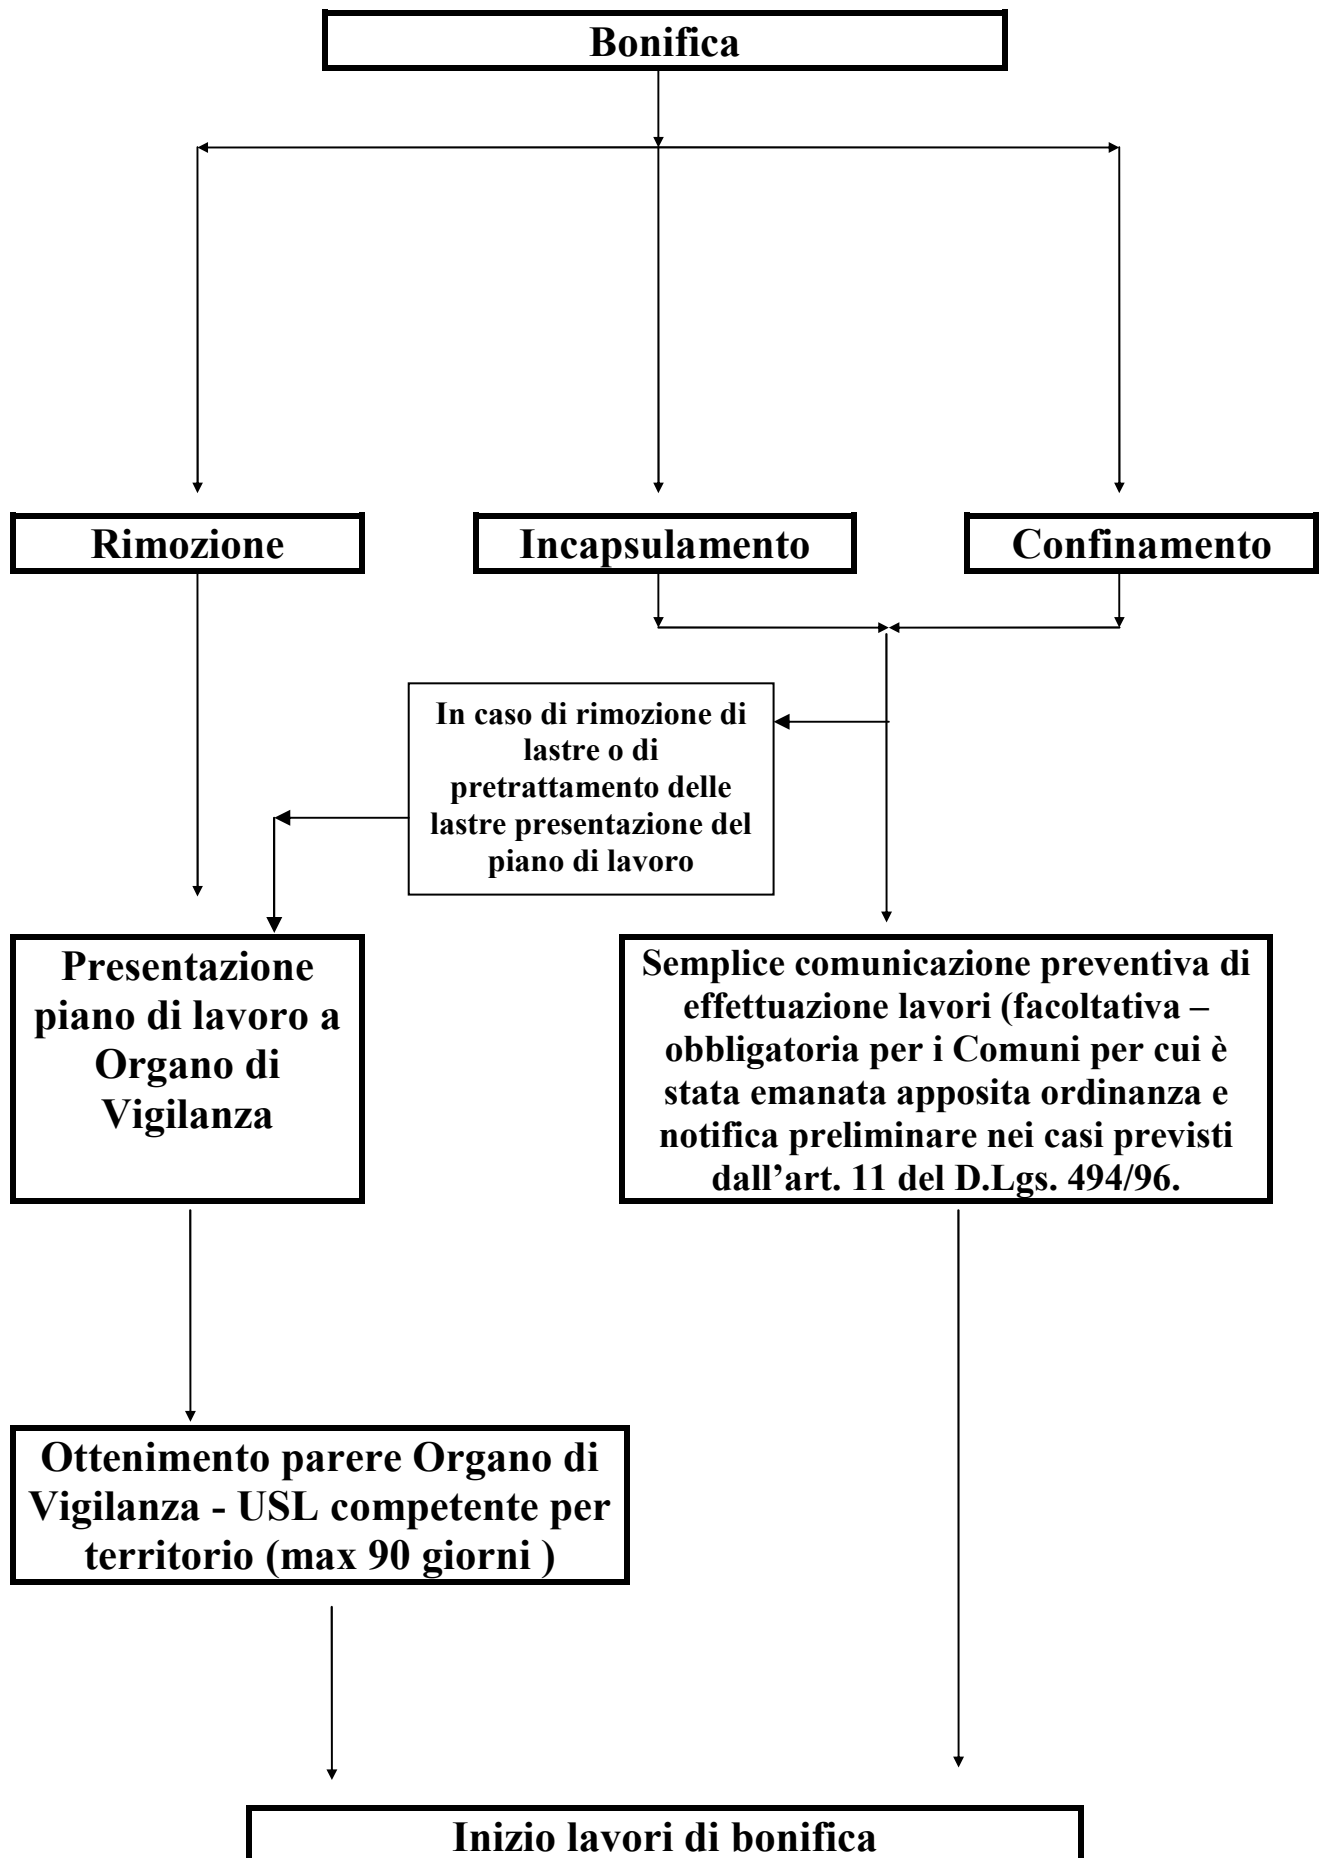 Bonifica
Rimozione
Incapsulamento
Confinamento
In caso di rimozione di
lastre o di
pretrattamento delle
lastre presentazione del
piano di lavoro
Presentazione
piano di lavoro a
Organo di
Vigilanza
Semplice comunicazione preventiva di
effettuazione lavori (facoltativa –
obbligatoria per i Comuni per cui è
stata emanata apposita ordinanza e
notifica preliminare nei casi previsti
dall’art. 11 del D.Lgs. 494/96.
Ottenimento parere Organo di
Vigilanza - USL competente per
territorio (max 90 giorni )
Inizio lavori di bonifica